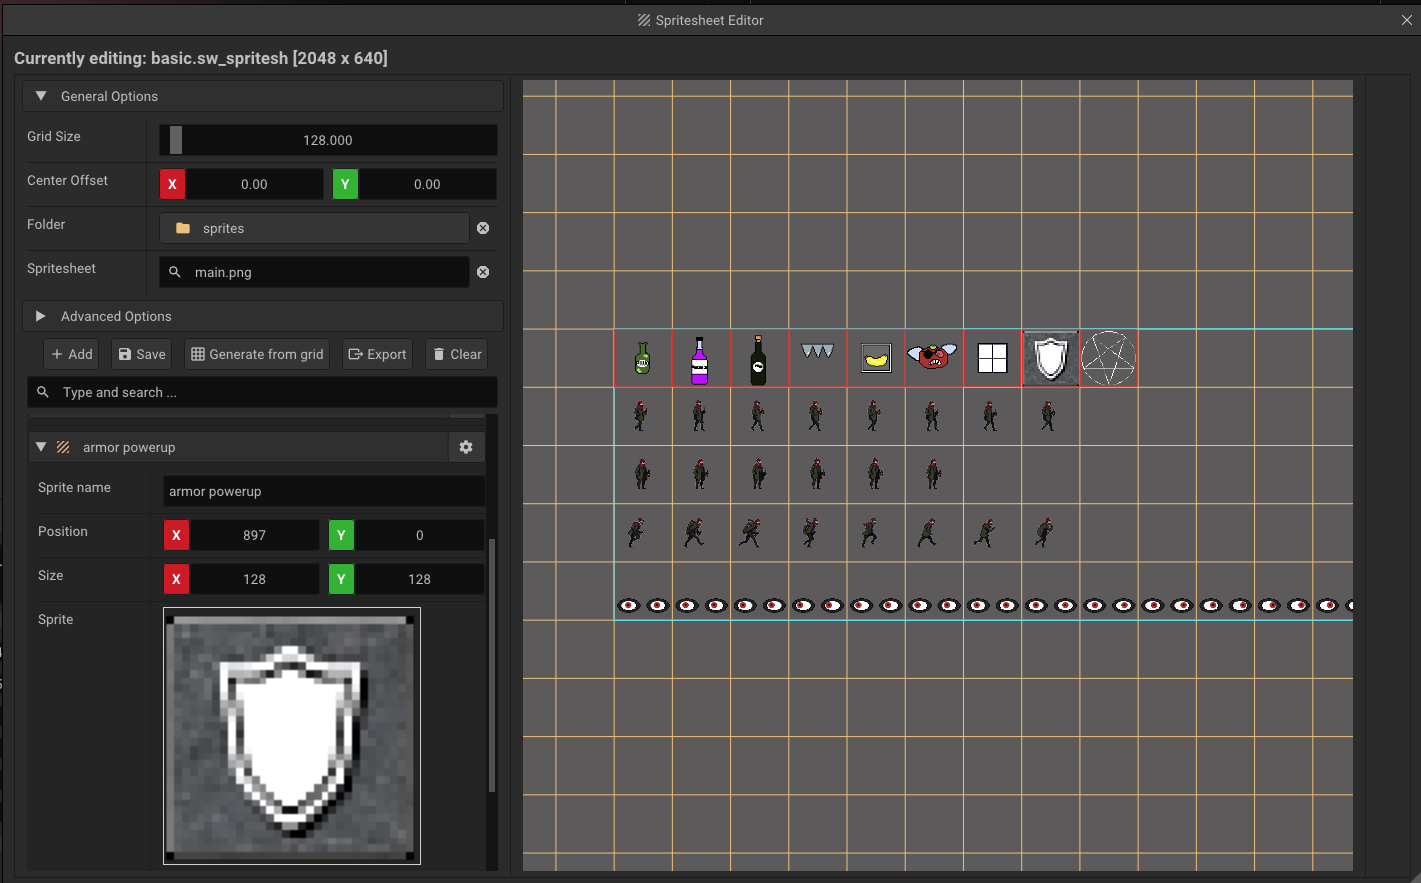 Spritesheet Editor
Currently editing: basic.sw_spritesh [2048 x 640]
General Options
Grid Size
128.000
Center Offset
X 0.00 Y 0.00
Folder
sprites
Spritesheet
main.png
Advanced Options
+ Add Save Generate from grid Export Clear
Type and search ...
armor powerup
Sprite name
armor powerup
Position
X 897 Y 0
Size
X 128 Y 128
Sprite